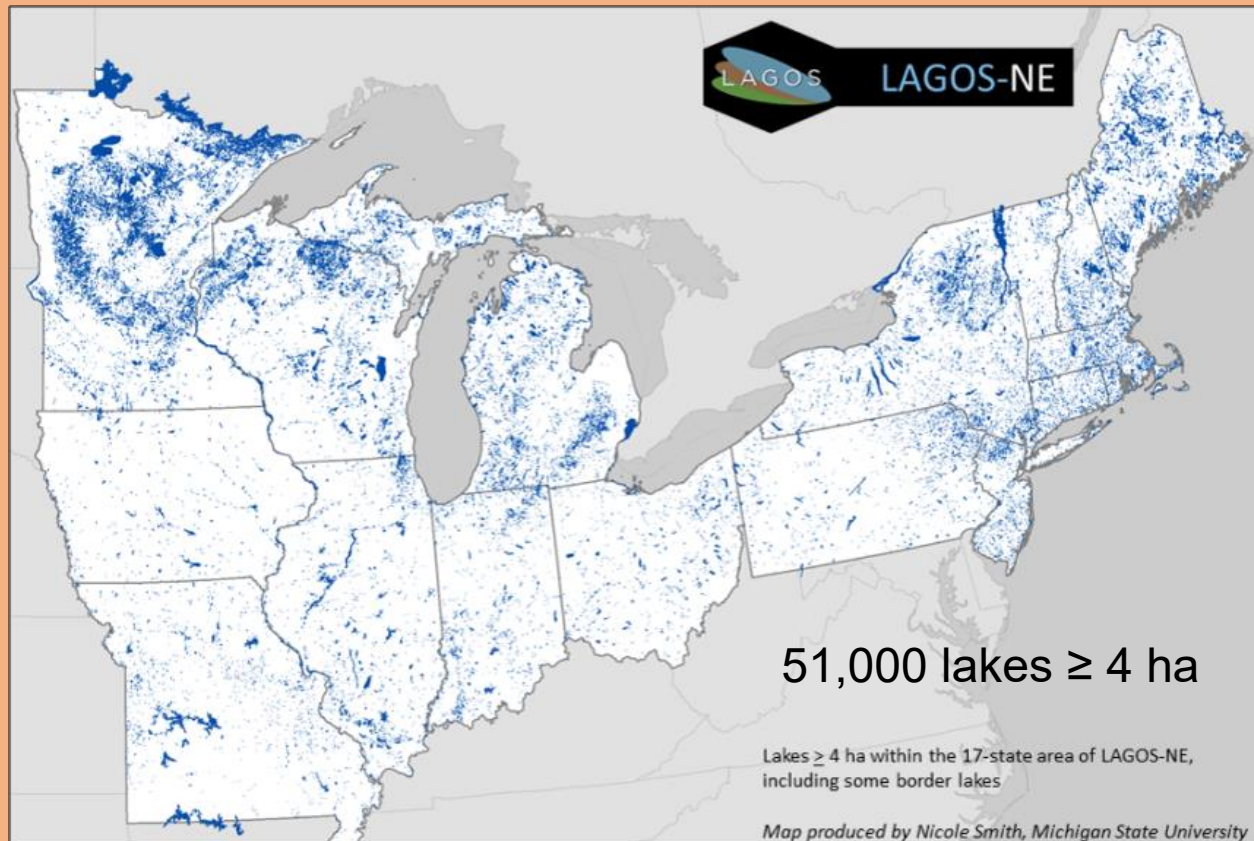 LAGOS
LAGOS-NE
51,000 lakes ≥ 4 ha
Lakes ≥ 4 ha within the 17-state area of LAGOS-NE,
including some border lakes
Map produced by Nicole Smith, Michigan State University